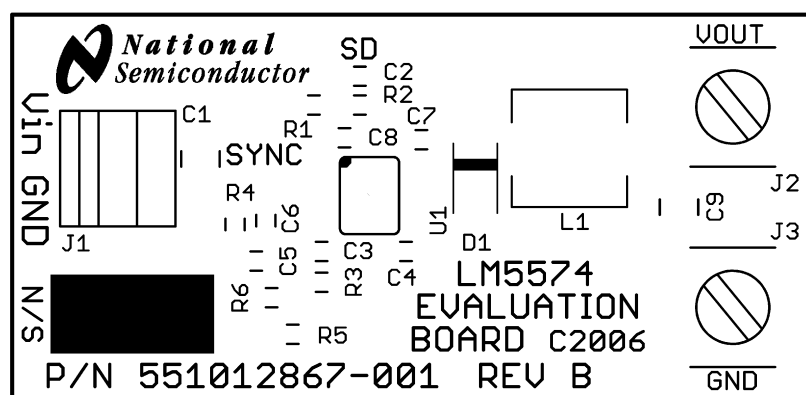 National
Semiconductor
SD
VOUT
C2
R2
Vin
C1
R1
C7
C8
SYNC
J2
R4
GND
C6
U1
L1
C9
J1
D1
J3
C5
C3
C4
N/S
R6
R3
LM5574
EVALUATION
R5
BOARD C2006
P/N 551012867-001 REV B
GND